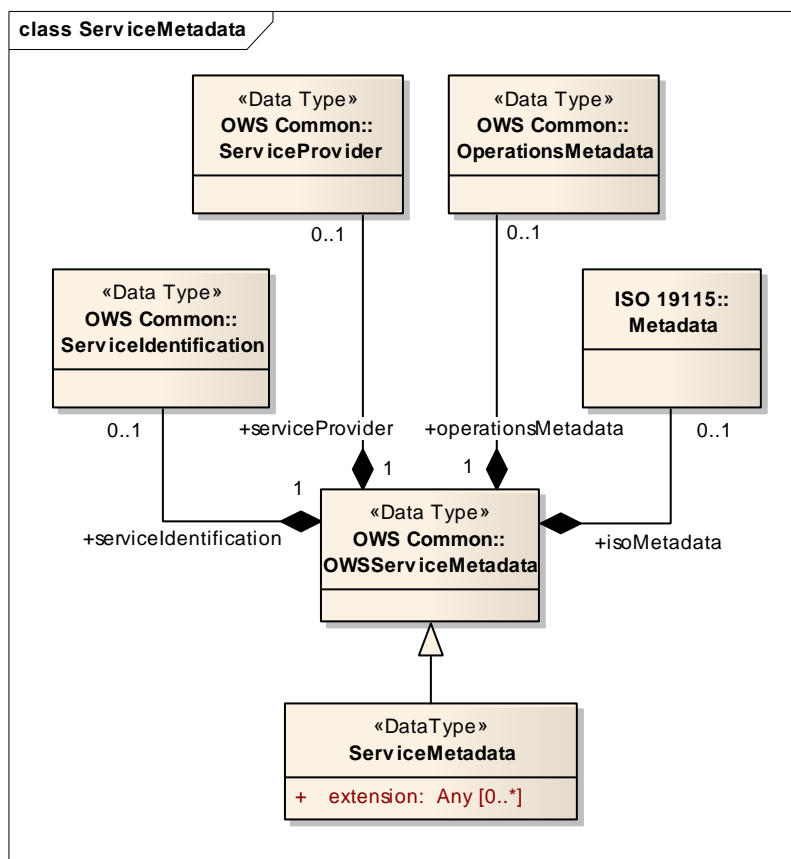 class ServiceMetadata
«Data Type»
OWS Common::
ServiceProvider
«Data Type»
OWS Common::
OperationsMetadata
0..1
0..1
«Data Type»
OWS Common::
ServiceIdentification
ISO 19115::
Metadata
0..1
0..1
+serviceProvider
+operationsMetadata
1
1
1
+serviceIdentification
+isoMetadata
«Data Type»
OWS Common::
OWSServiceMetadata
«DataType»
ServiceMetadata
+ extension: Any [0..*]